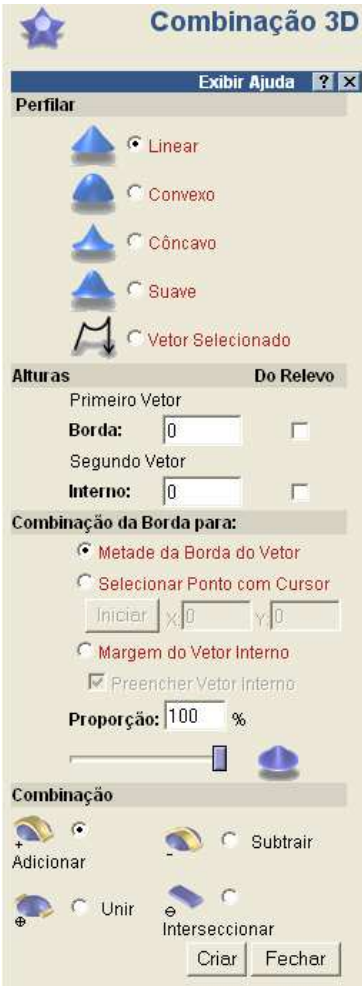 Combinação 3D
Exibir Ajuda ? X
Perfilar
Linear
Convexo
Côncavo
Suave
Vetor Selecionado
Alturas Do Relevo
Primeiro Vetor
Borda: 0
Segundo Vetor
Interno: 0
Combinação da Borda para:
Metade da Borda do Vetor
Selecionar Ponto com Cursor
Iniciar X: 0 Y: 0
Margem do Vetor Interno
Preencher Vetor Interno
Proporção: 100 %
Combinação
Adicionar
Subtrair
Unir
Interseccionar
Criar Fechar